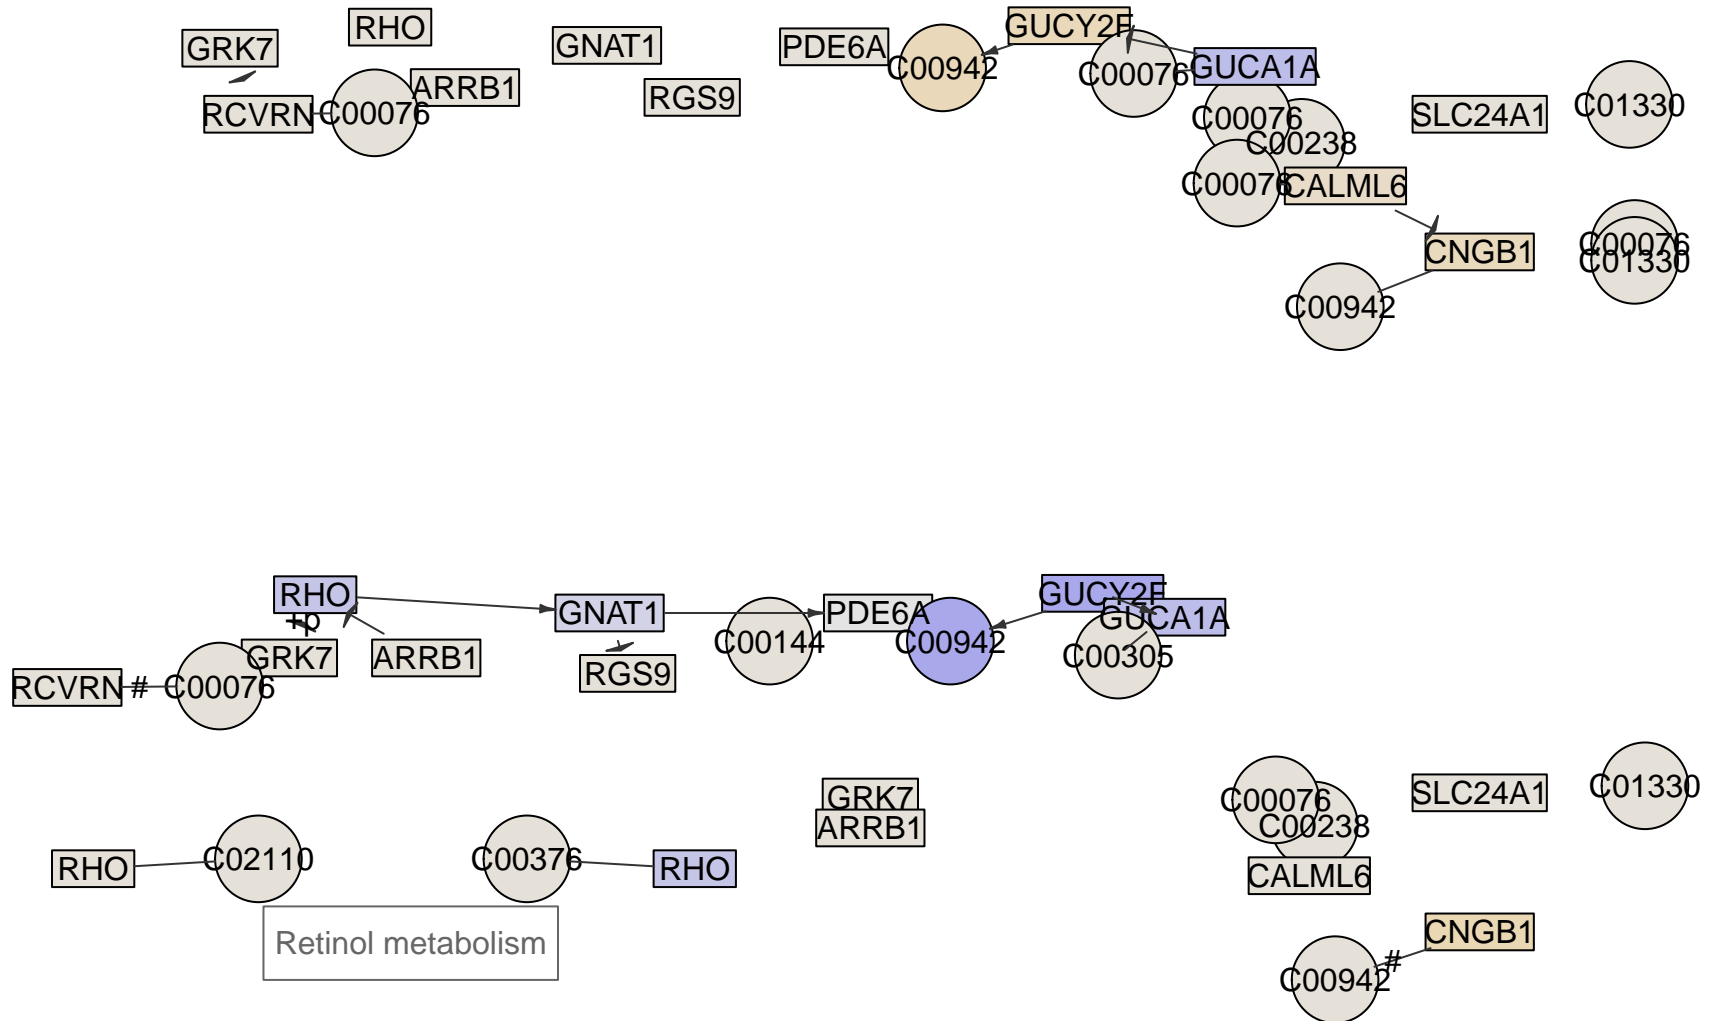 RHO
GRK7
GNAT1
PDE6A
GUCY2F
C00942
C00076
GUCA1A
ARRB1
RGS9
RCVRN
C00076
C00076
C00238
SLC24A1
C01330
C00076
CALML6
CNGB1
C00076
C01330
C00942
RHO
+p
GNAT1
PDE6A
GUCY2F
GUCA1A
C00144
C00942
C00305
GRK7
ARRB1
RGS9
RCVRN
#
C00076
GRK7
ARRB1
C00076
C00238
SLC24A1
C01330
RHO
C02110
C00376
RHO
CALML6
Retinol metabolism
CNGB1
#
C00942